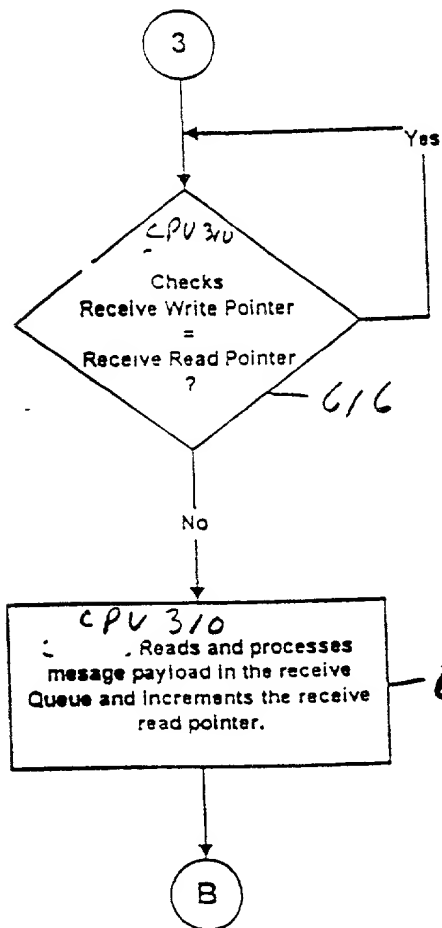 3
Yes
CPU 310
Checks
Receive Write Pointer
=
Receive Read Pointer
?
616
No
CPU 310
Reads and processes
mesage payload in the receive
Queue and increments the receive
read pointer.
B